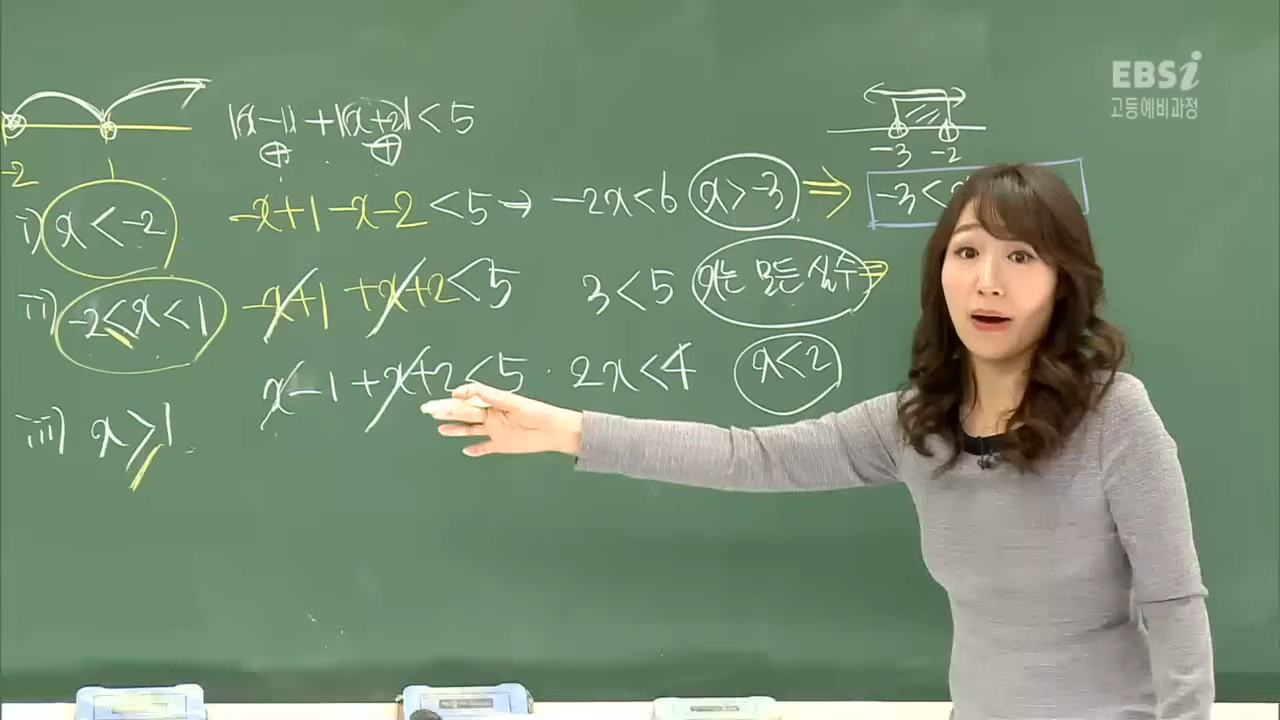 EBSi
고등예비과정
|x-1|+|x+2|<5
⊕ ⊕
-2 1
-3 -2
i) x<-2 -x+1-x-2<5→ -2x<6 x>-3 ⇒ -3<
ii) -2≤x<1 -x+1 +x+2<5 3<5 x는 모든 실수 ⇒
x-1+x+2<5 · 2x<4 x<2
iii) x≥1